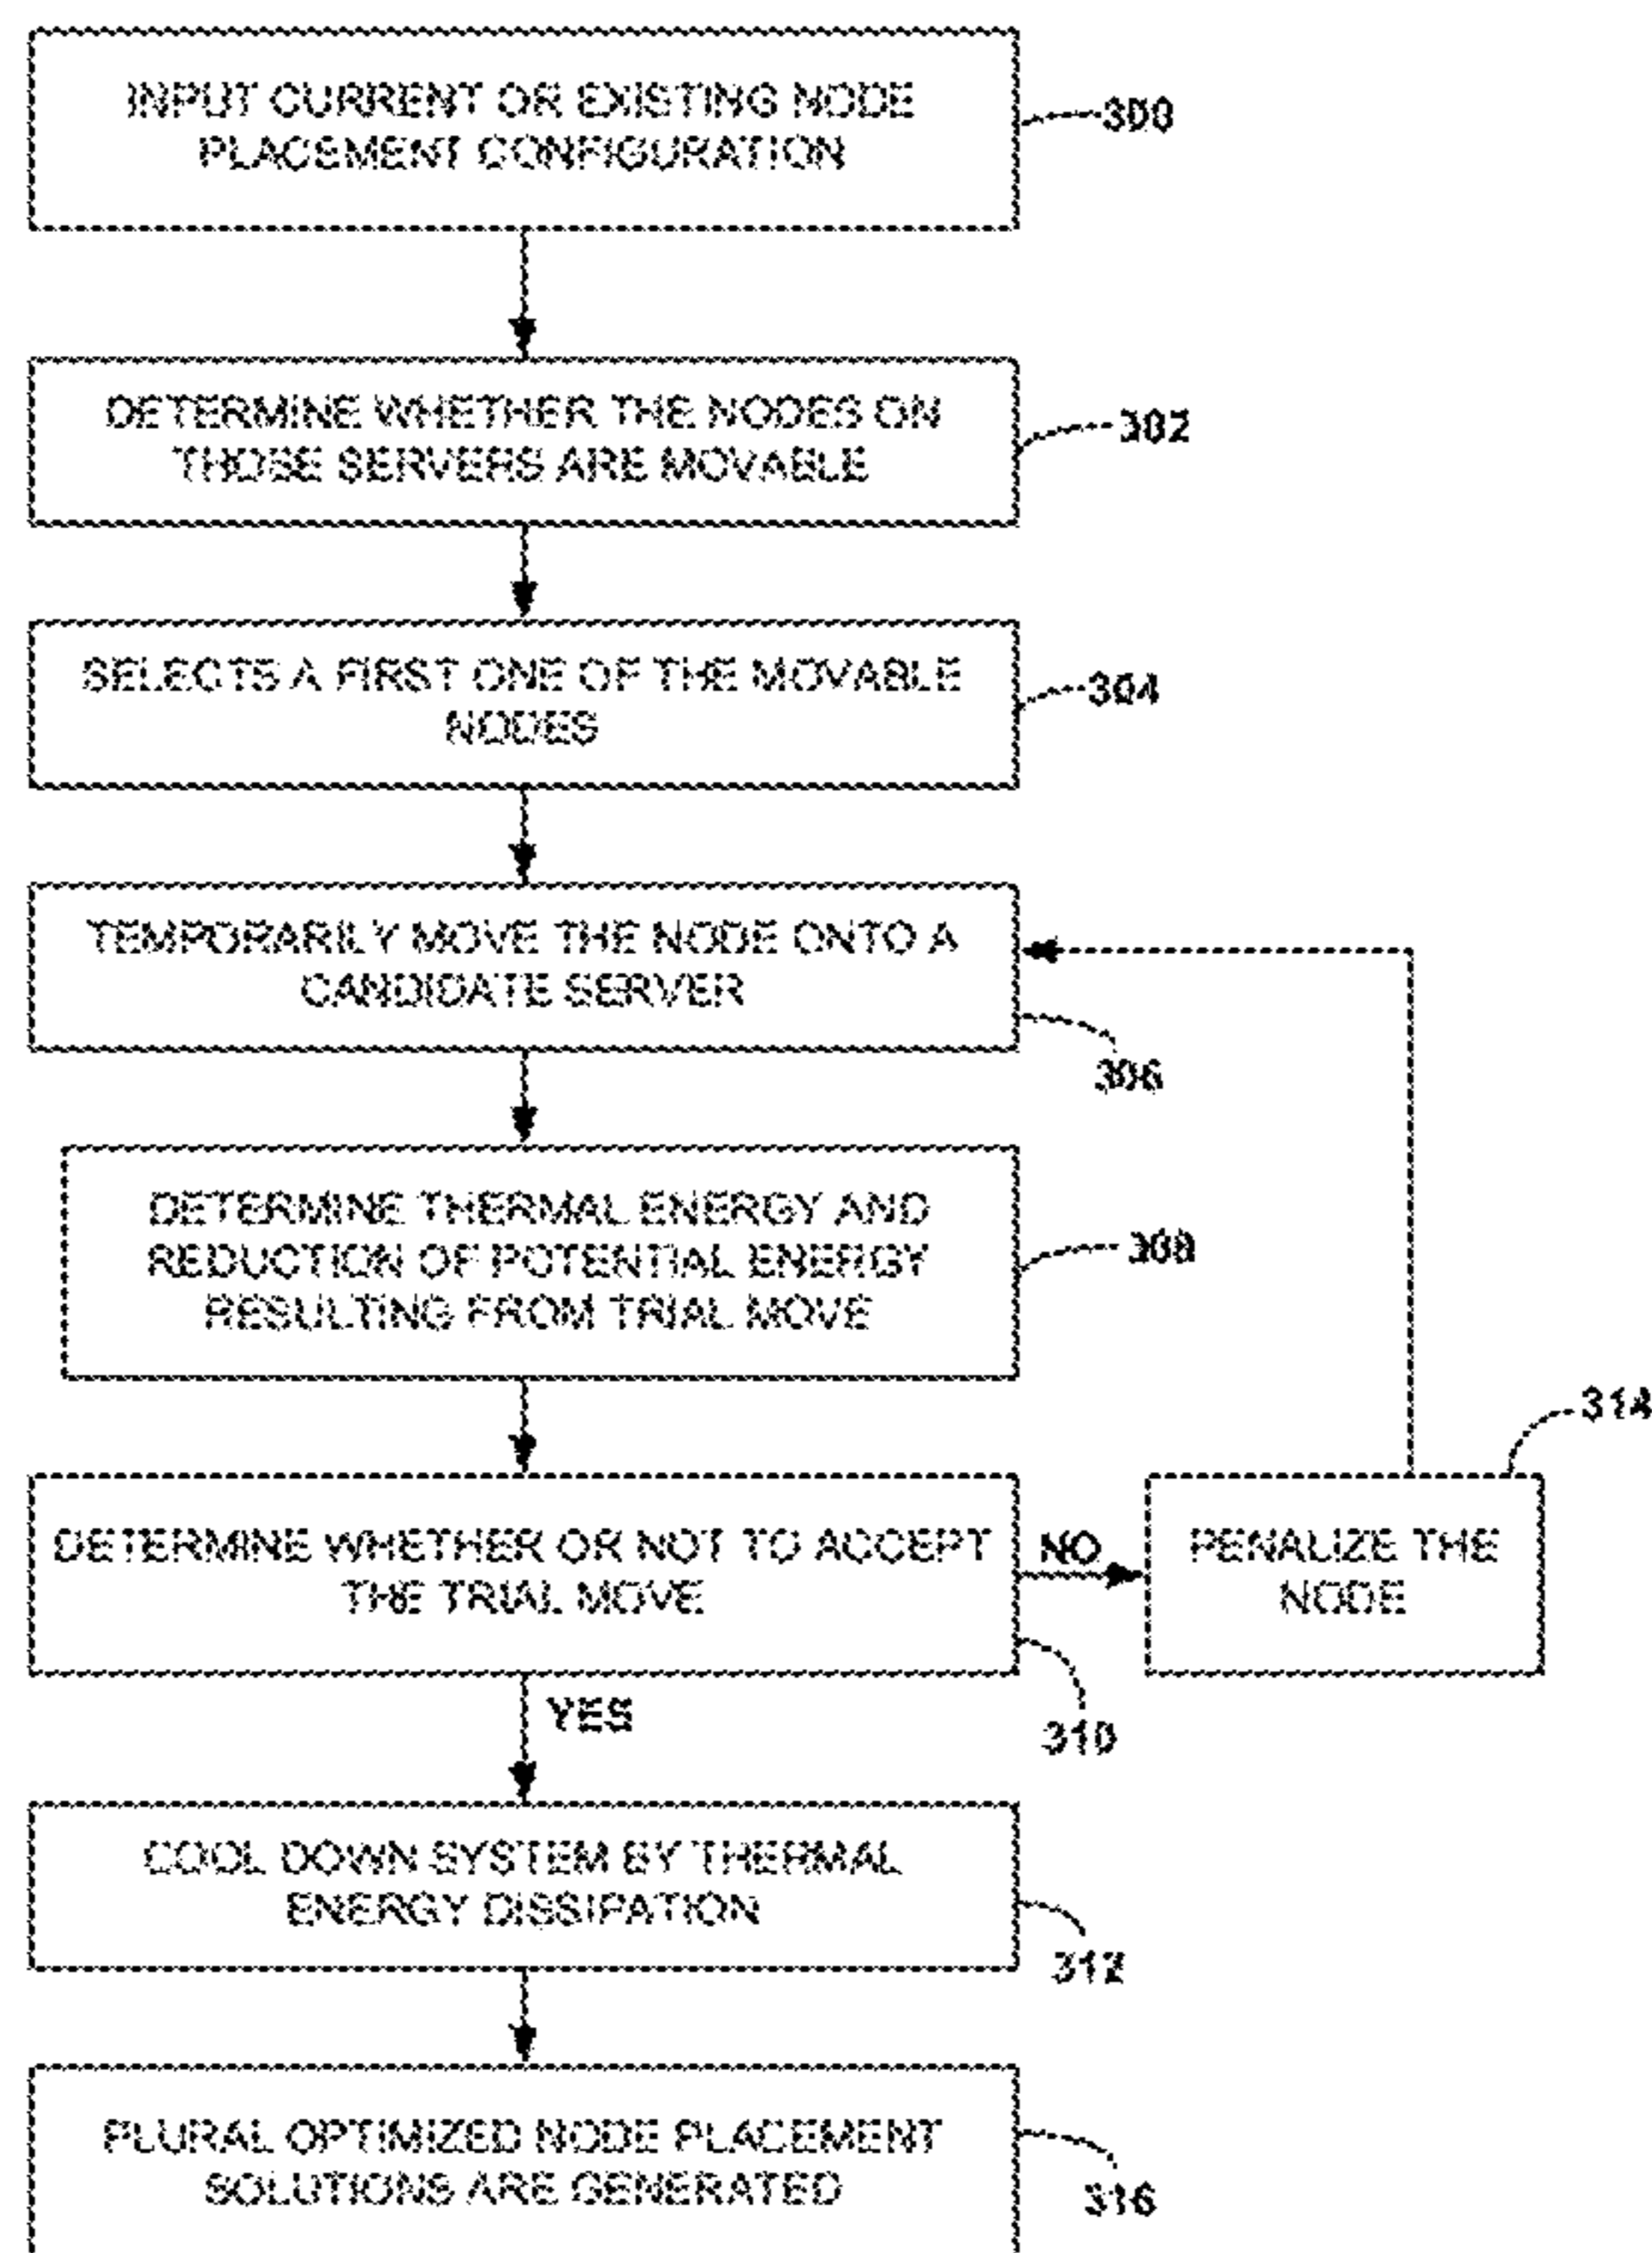 INPUT CURRENT OR EXISTING NODE
PLACEMENT CONFIGURATION
300
DETERMINE WHETHER THE NODES ON
THOSE SERVERS ARE MOVABLE
302
SELECTS A FIRST ONE OF THE MOVABLE
NODES
304
TEMPORARILY MOVE THE NODE ONTO A
CANDIDATE SERVER
306
DETERMINE THERMAL ENERGY AND
REDUCTION OF POTENTIAL ENERGY
RESULTING FROM TRIAL MOVE
308
DETERMINE WHETHER OR NOT TO ACCEPT
THE TRIAL MOVE
310
NO
PENALIZE THE
NODE
314
YES
COOL DOWN SYSTEM BY THERMAL
ENERGY DISSIPATION
312
PLURAL OPTIMIZED NODE PLACEMENT
SOLUTIONS ARE GENERATED
316